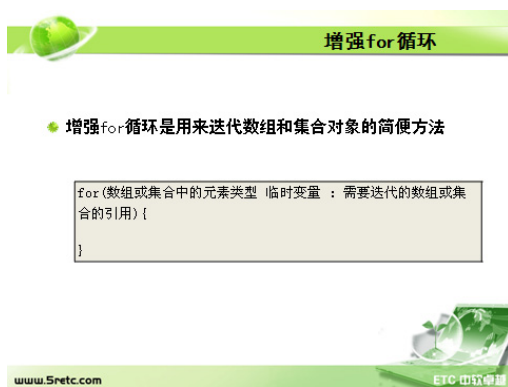 增强for循环
增强for循环是用来迭代数组和集合对象的简便方法
for(数组或集合中的元素类型 临时变量 : 需要迭代的数组或集
合的引用){
}
www.5retc.com
ETC 中软卓越